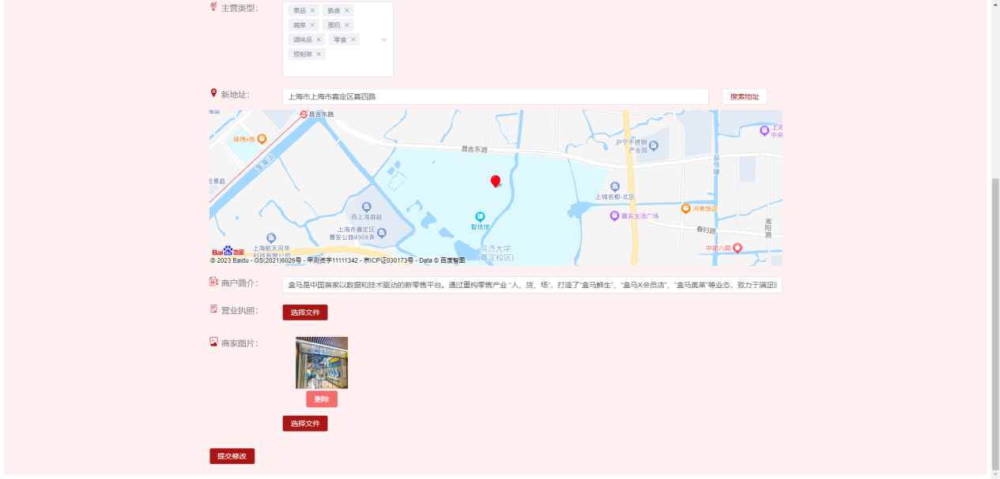 主营类型：
果品 × 熟食 ×
蔬菜 × 蛋奶 ×
调味品 × 零食 ×
预制菜 ×
新地址：
上海市上海市嘉定区嘉四路
搜索地址
昌吉东路
碳烤e族
昌吉东路
沪宁不锈钢
产业园
上城名都-北区
河南饭店
西上海御庭
嘉实生活广场
智信馆
上海市嘉定区
曹安公路4908弄
春归路
淞阳路
上海航天风华
科技有限公司
同济大学
(嘉定校区)
中建八局
Bai 地图
© 2023 Baidu - GS(2021)6026号 - 甲测资字11111342 - 京ICP证030173号 - Data © 百度智图
商户简介：
盒马是中国首家以数据和技术驱动的新零售平台。通过重构零售产业 “人、货、场”，打造了“盒马鲜生”、“盒马X会员店”、“盒马奥莱”等业态，致力于满足
营业执照：
选择文件
商家图片：
删除
选择文件
提交修改